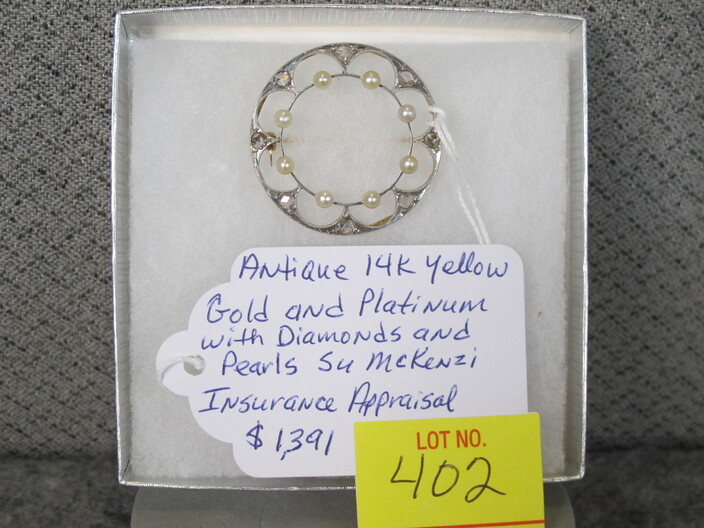 Antique 14K Yellow
Gold and Platinum
with Diamonds and
Pearls Su McKenzi
Insurance Appraisal
$1,391
LOT NO.
402